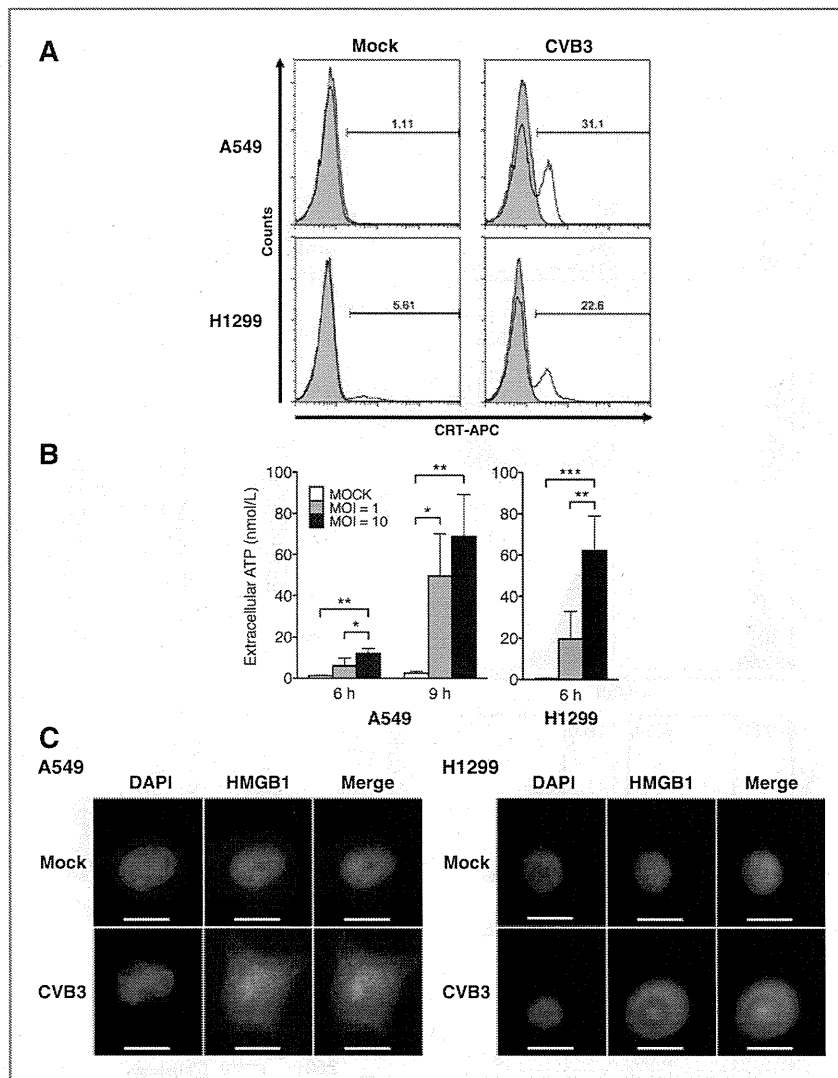 A
Mock
CVB3
A549
1.11
31.1
Counts
H1299
5.61
22.6
CRT-APC
B
Extracellular ATP (nmol/L)
100
80
60
40
20
0
MOCK
MOI = 1
MOI = 10
**
*
**
*
6 h
9 h
A549
100
80
60
40
20
0
***
**
6 h
H1299
C
A549
DAPI
HMGB1
Merge
Mock
CVB3
H1299
DAPI
HMGB1
Merge
Mock
CVB3